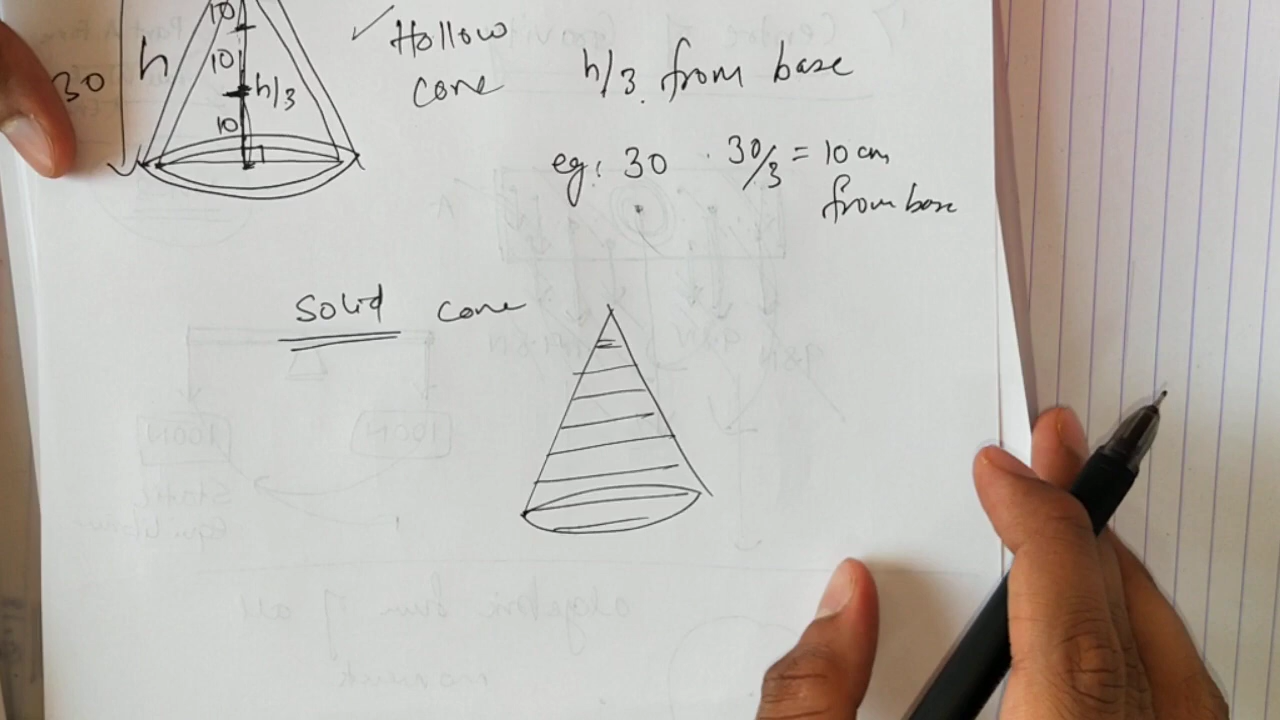 10
10
10
30
h
h/3
✓ Hollow cone
h/3 from base
eg: 30 30/3 = 10 cm
from base
Solid cone